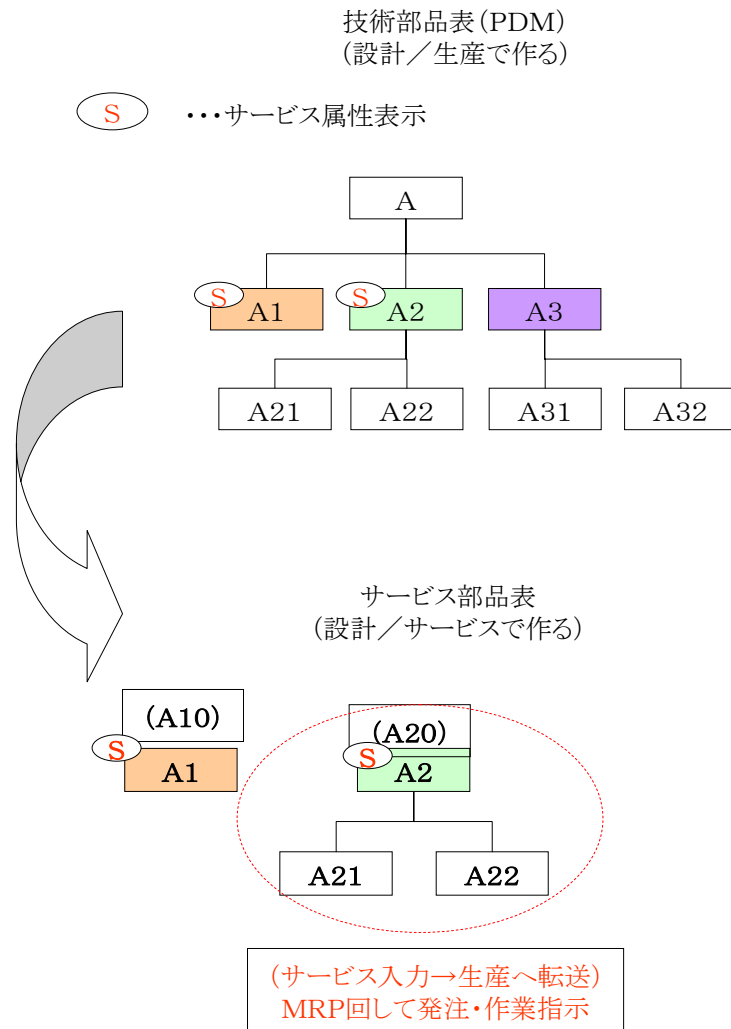 技術部品表(PDM)
(設計／生産で作る)
S ・・・サービス属性表示
A
S S
A1 A2 A3
A21 A22 A31 A32
サービス部品表
(設計／サービスで作る)
(A10) (A20)
S S
A1 A2
A21 A22
(サービス入力→生産へ転送)
MRP回して発注・作業指示